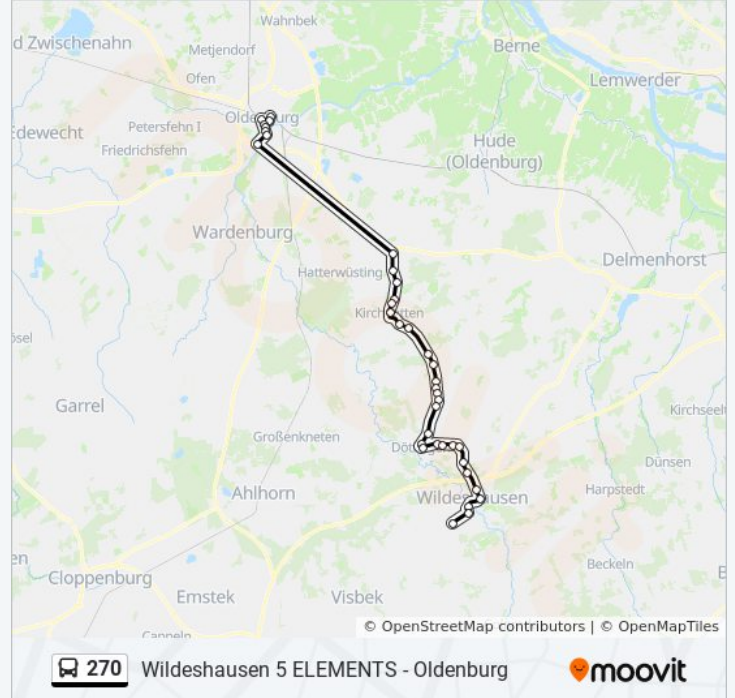 Wahnbek
d Zwischenahn
Metjendorf
Berne
Ofen
Lemwerder
Oldenburg
Petersfehn I
Edewecht
Friedrichsfehn
Hude
(Oldenburg)
Wardenburg
Delmenhorst
Hatterwüsting
Kirchhatten
ösel
Garrel
Kirchseel
Großenkneten
Dötlingen
Dünsen
Ahlhorn
Wildeshausen
Harpstedt
en
Beckeln
Cloppenburg
B
Emstek
Visbek
Cappeln
© OpenStreetMap contributors | © OpenMapTiles
270 Wildeshausen 5 ELEMENTS - Oldenburg
moovit